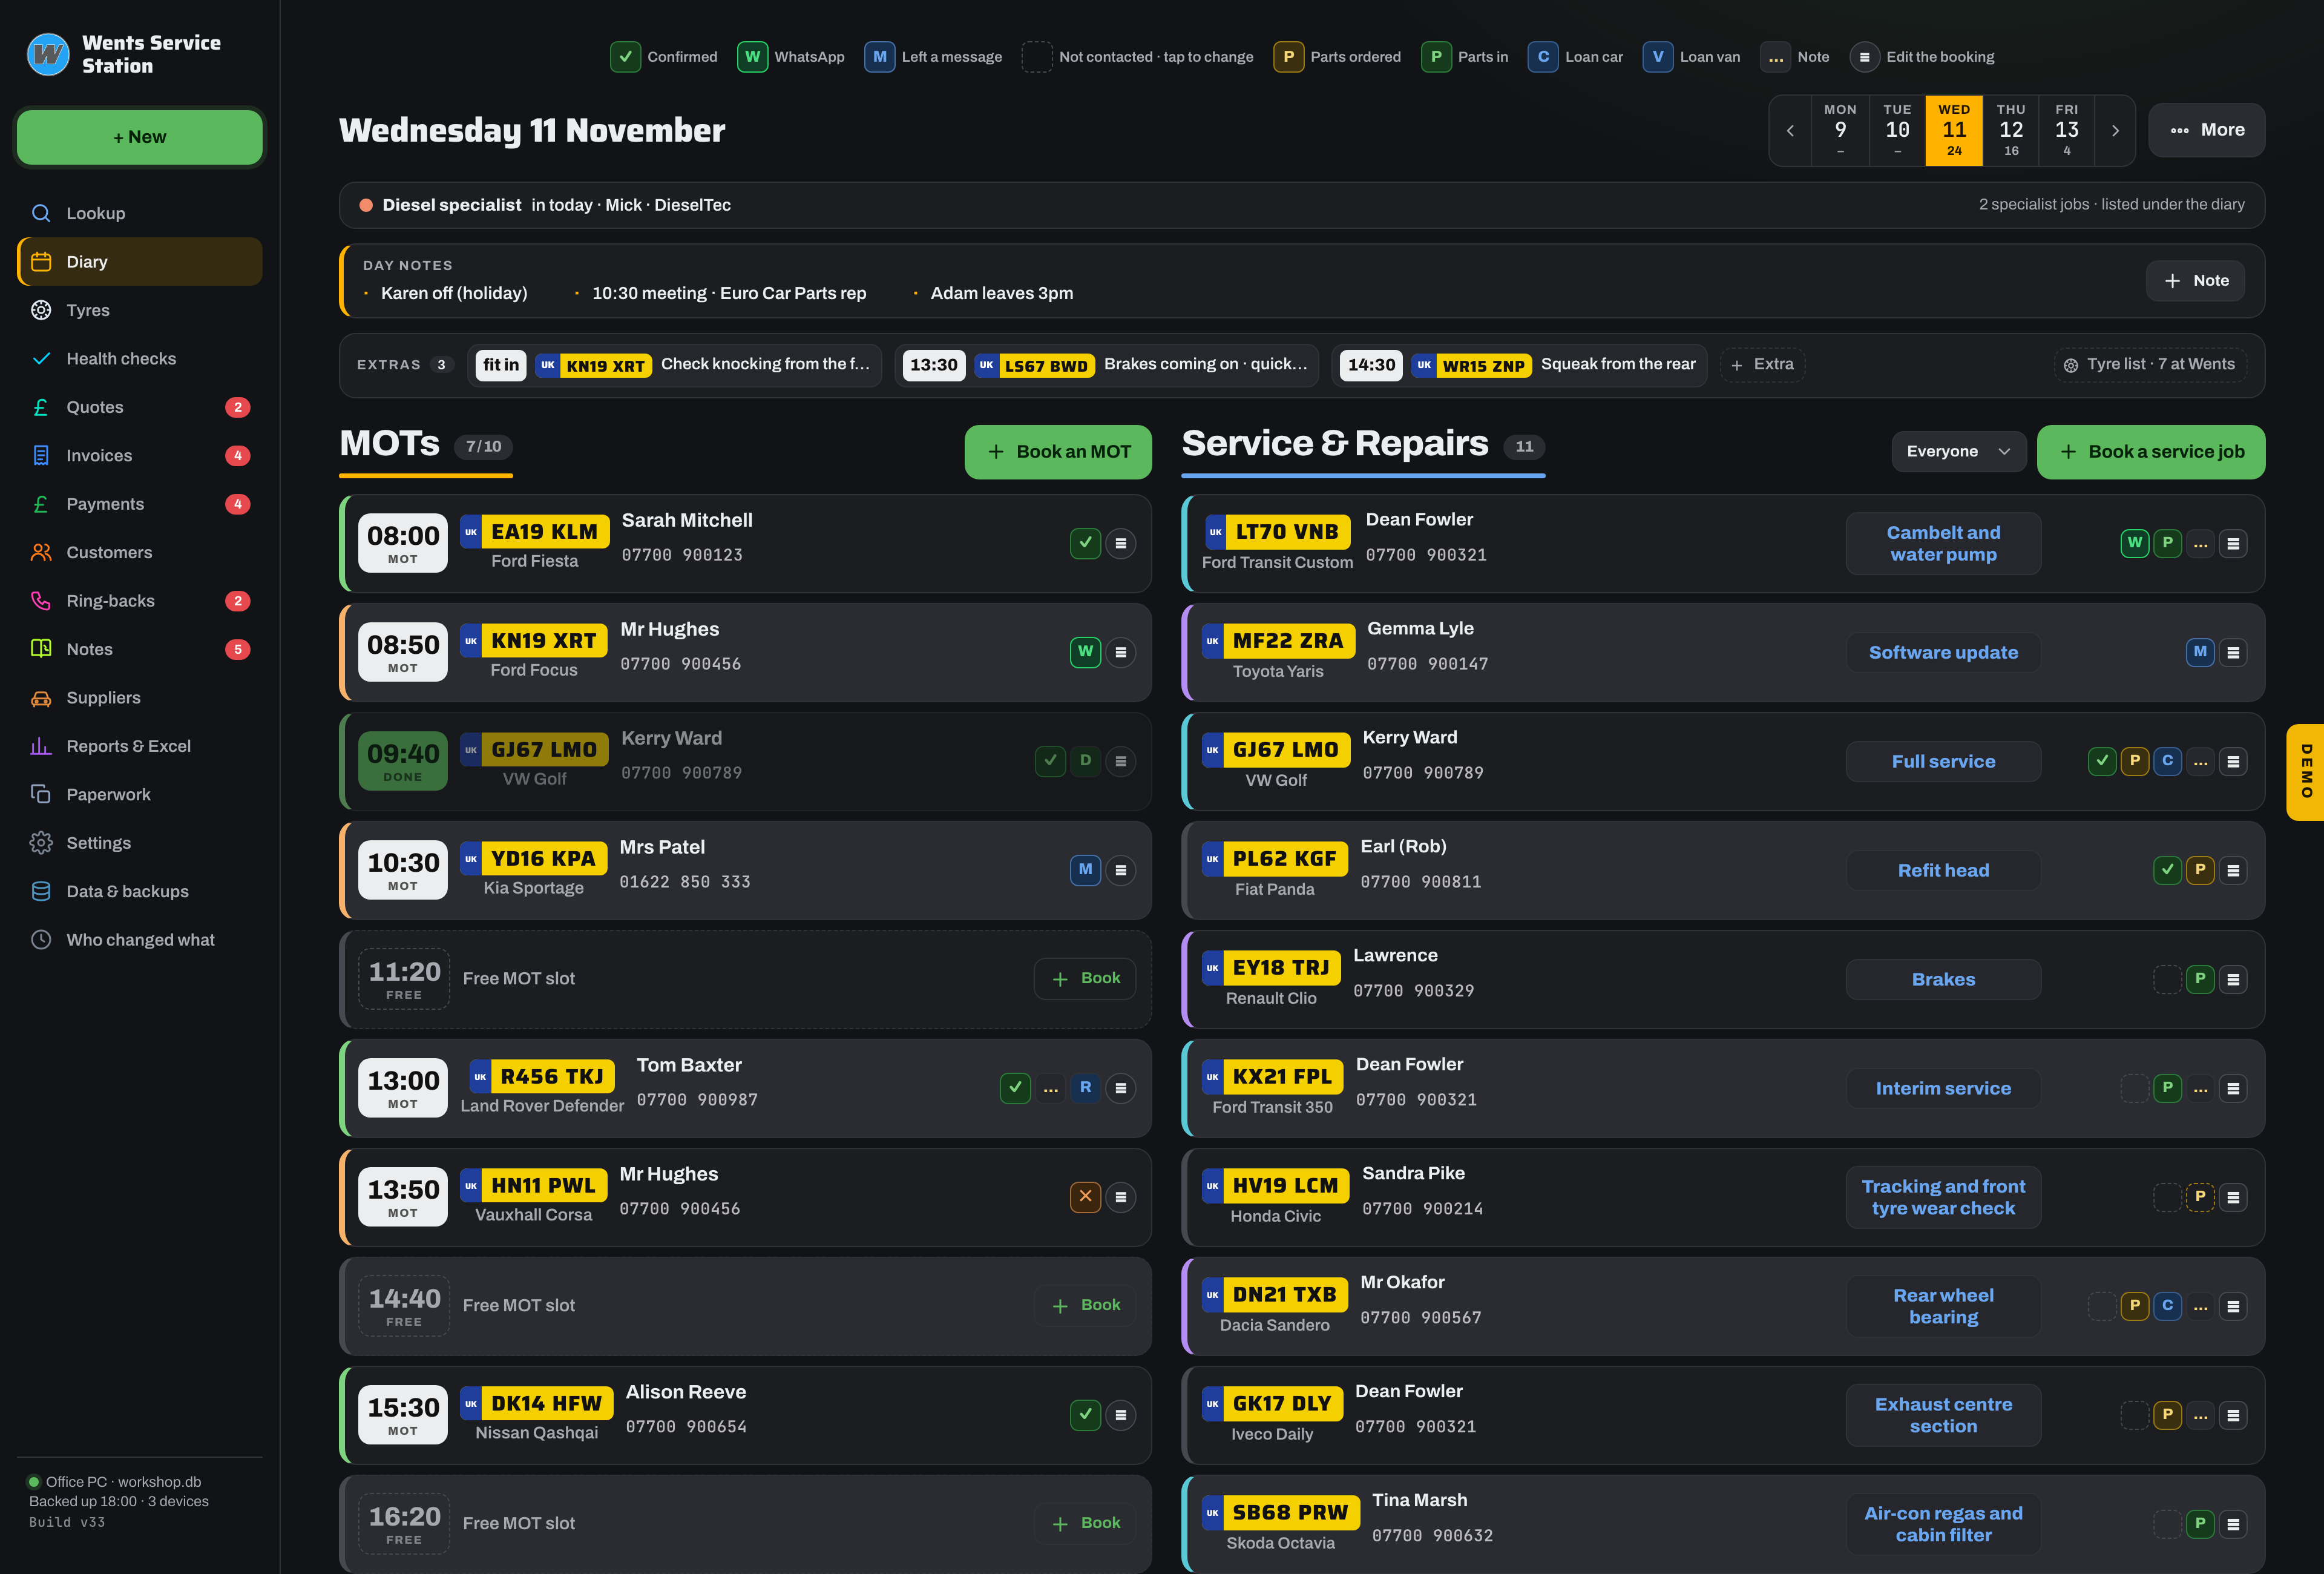 Wents Service
Station
+ New
Lookup
Diary
Tyres
Health checks
Quotes 2
Invoices 4
Payments 4
Customers
Ring-backs 2
Notes 5
Suppliers
Reports & Excel
Paperwork
Settings
Data & backups
Who changed what
Office PC · workshop.db
Backed up 18:00 · 3 devices
Build v33
Confirmed W WhatsApp M Left a message Not contacted · tap to change P Parts ordered P Parts in C Loan car V Loan van ... Note Edit the booking
Wednesday 11 November
MON TUE WED THU FRI
9 10 11 12 13
– – 24 16 4
More
Diesel specialist in today · Mick · DieselTec
2 specialist jobs · listed under the diary
DAY NOTES
· Karen off (holiday) · 10:30 meeting · Euro Car Parts rep · Adam leaves 3pm
+ Note
EXTRAS 3 fit in UK KN19 XRT Check knocking from the f... 13:30 UK LS67 BWD Brakes coming on · quick... 14:30 UK WR15 ZNP Squeak from the rear + Extra Tyre list · 7 at Wents
MOTs 7/10 + Book an MOT
08:00 MOT UK EA19 KLM Sarah Mitchell
Ford Fiesta 07700 900123
08:50 MOT UK KN19 XRT Mr Hughes W
Ford Focus 07700 900456
09:40 DONE UK GJ67 LMO Kerry Ward D
VW Golf 07700 900789
10:30 MOT UK YD16 KPA Mrs Patel M
Kia Sportage 01622 850 333
11:20 FREE Free MOT slot + Book
13:00 MOT UK R456 TKJ Tom Baxter ... R
Land Rover Defender 07700 900987
13:50 MOT UK HN11 PWL Mr Hughes
Vauxhall Corsa 07700 900456
14:40 FREE Free MOT slot + Book
15:30 MOT UK DK14 HFW Alison Reeve
Nissan Qashqai 07700 900654
16:20 FREE Free MOT slot + Book
Service & Repairs 11 Everyone + Book a service job
UK LT70 VNB Dean Fowler Cambelt and water pump W P ...
Ford Transit Custom 07700 900321
UK MF22 ZRA Gemma Lyle Software update M
Toyota Yaris 07700 900147
UK GJ67 LMO Kerry Ward Full service P C ...
VW Golf 07700 900789
UK PL62 KGF Earl (Rob) Refit head P
Fiat Panda 07700 900811
UK EY18 TRJ Lawrence Brakes P
Renault Clio 07700 900329
UK KX21 FPL Dean Fowler Interim service P ...
Ford Transit 350 07700 900321
UK HV19 LCM Sandra Pike Tracking and front tyre wear check P
Honda Civic 07700 900214
UK DN21 TXB Mr Okafor Rear wheel bearing P C ...
Dacia Sandero 07700 900567
UK GK17 DLY Dean Fowler Exhaust centre section P ...
Iveco Daily 07700 900321
UK SB68 PRW Tina Marsh Air-con regas and cabin filter P
Skoda Octavia 07700 900632
DEMO